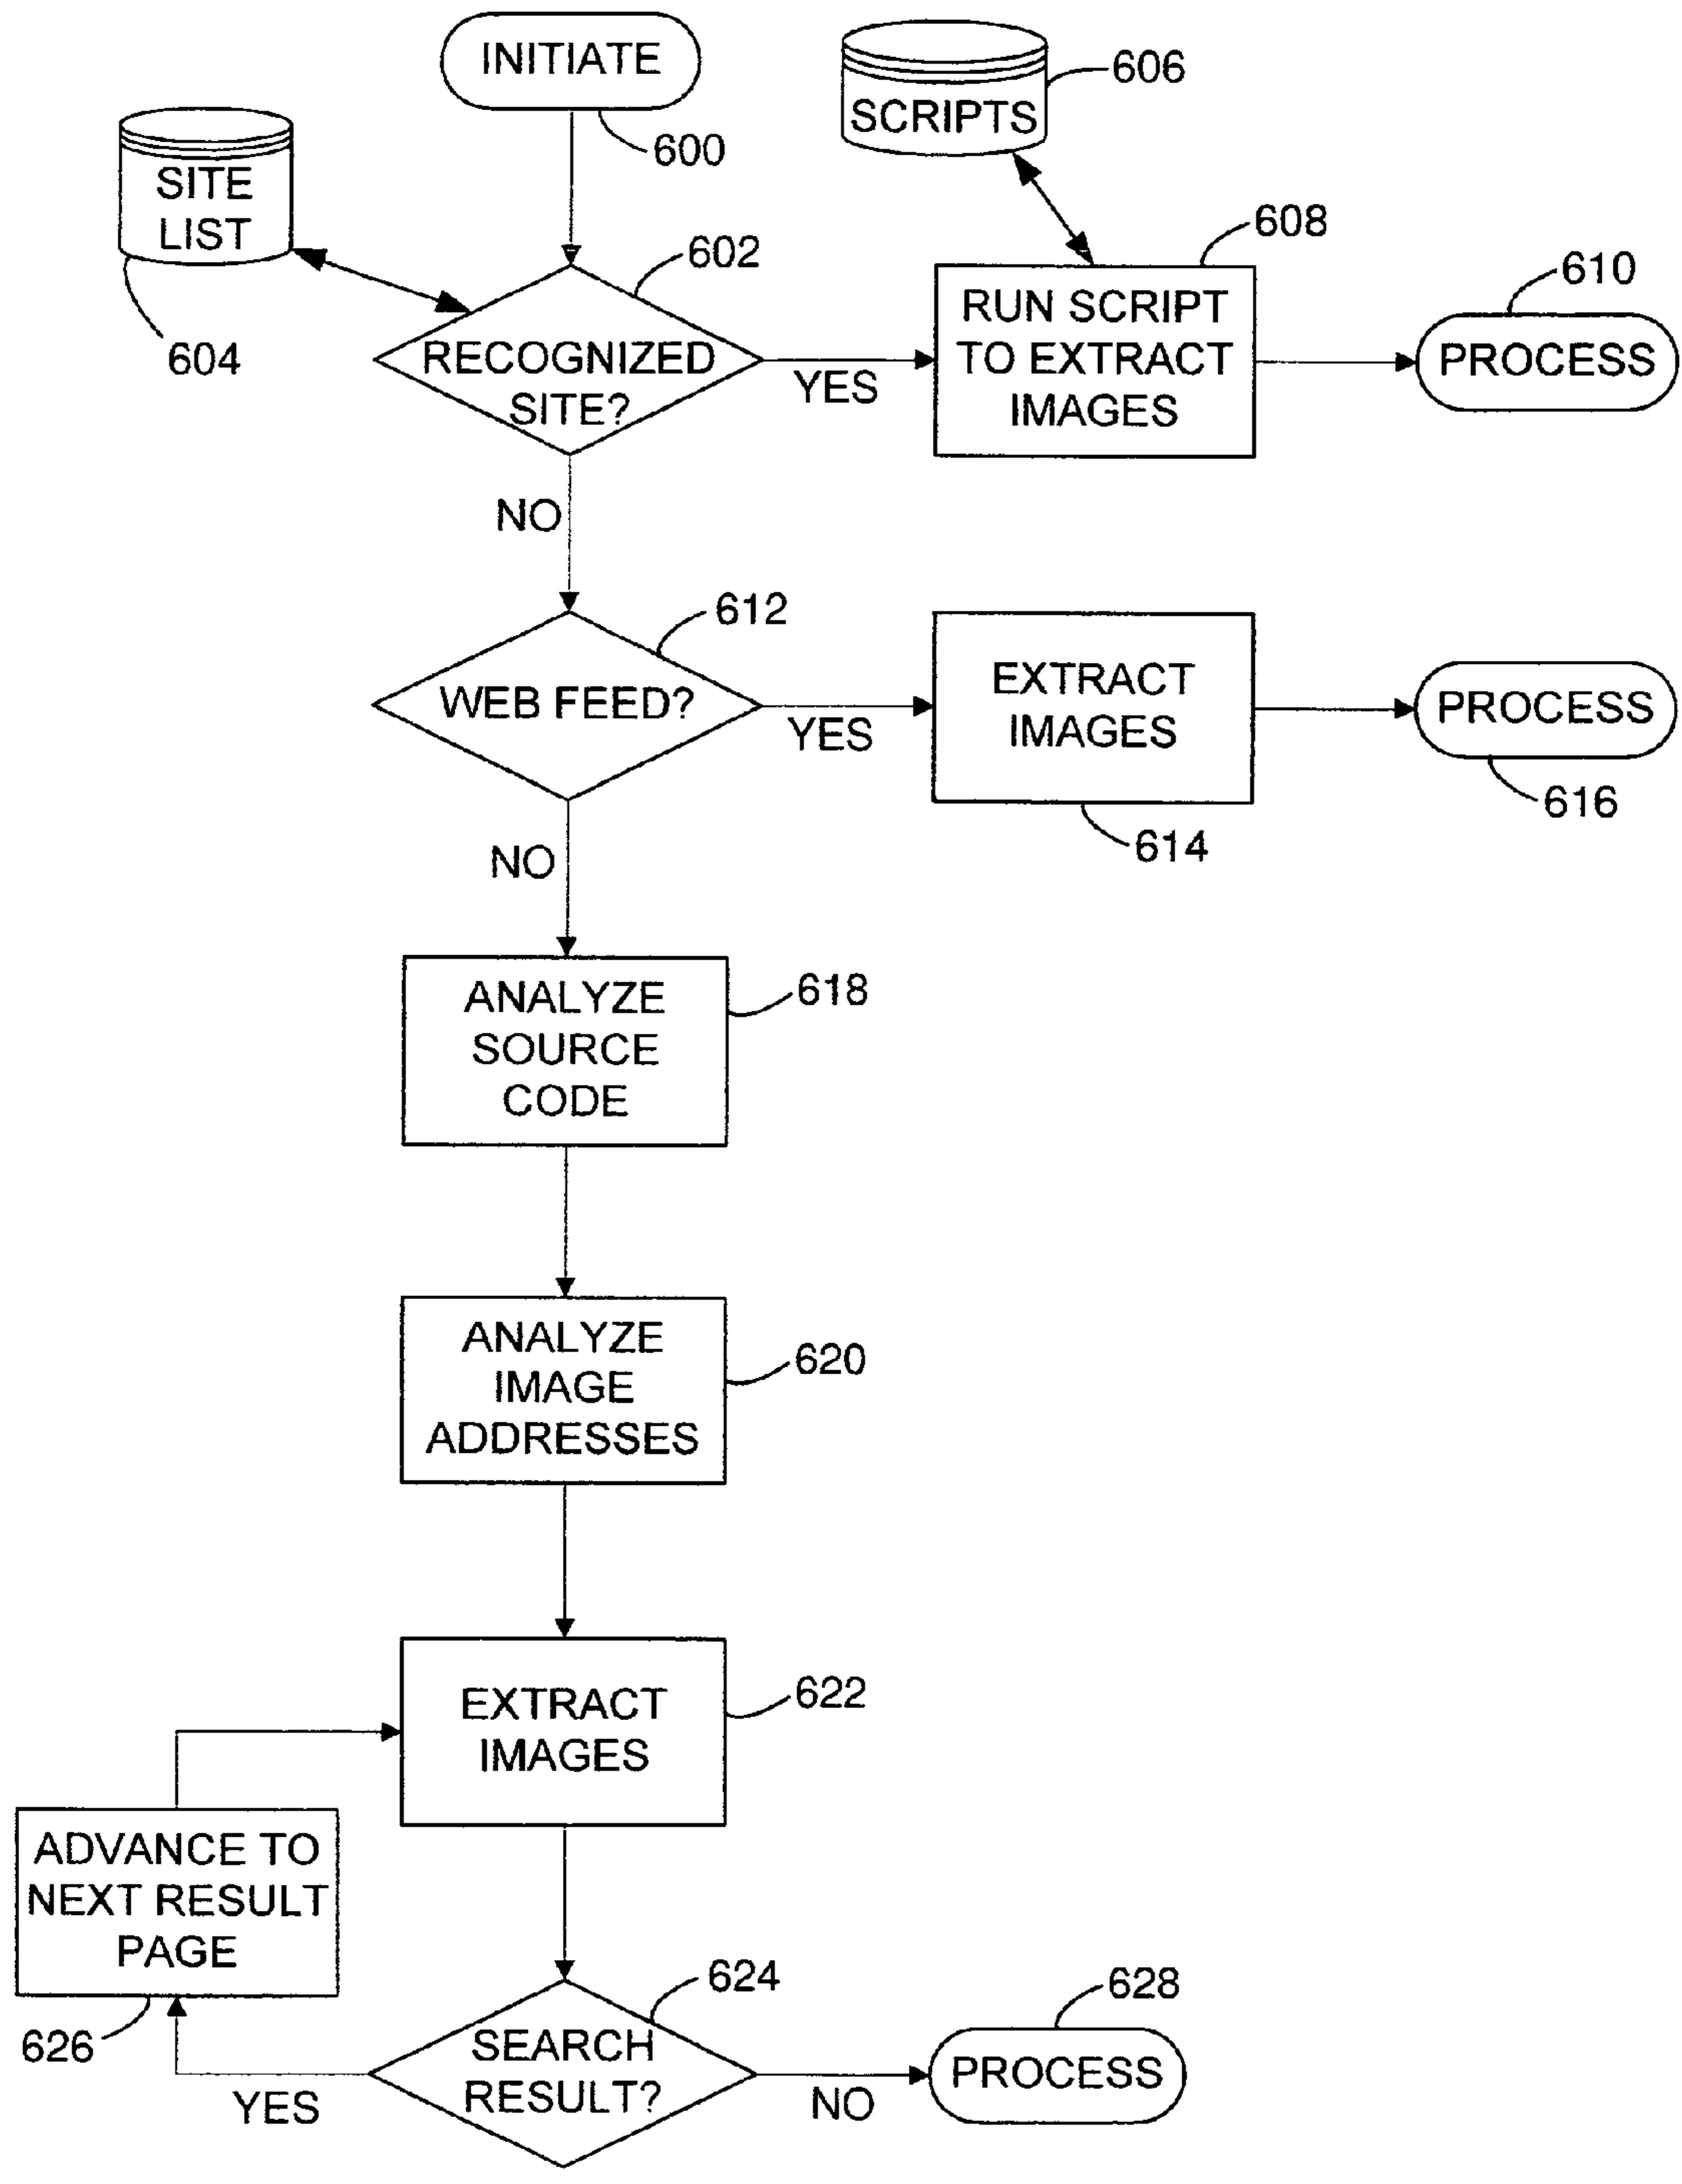 INITIATE
600
SCRIPTS
606
SITE
LIST
604
602
RECOGNIZED
SITE?
YES
608
RUN SCRIPT
TO EXTRACT
IMAGES
610
PROCESS
NO
612
WEB FEED?
YES
EXTRACT
IMAGES
614
PROCESS
616
NO
ANALYZE
SOURCE
CODE
618
ANALYZE
IMAGE
ADDRESSES
620
EXTRACT
IMAGES
622
ADVANCE TO
NEXT RESULT
PAGE
626
624
SEARCH
RESULT?
YES
NO
628
PROCESS